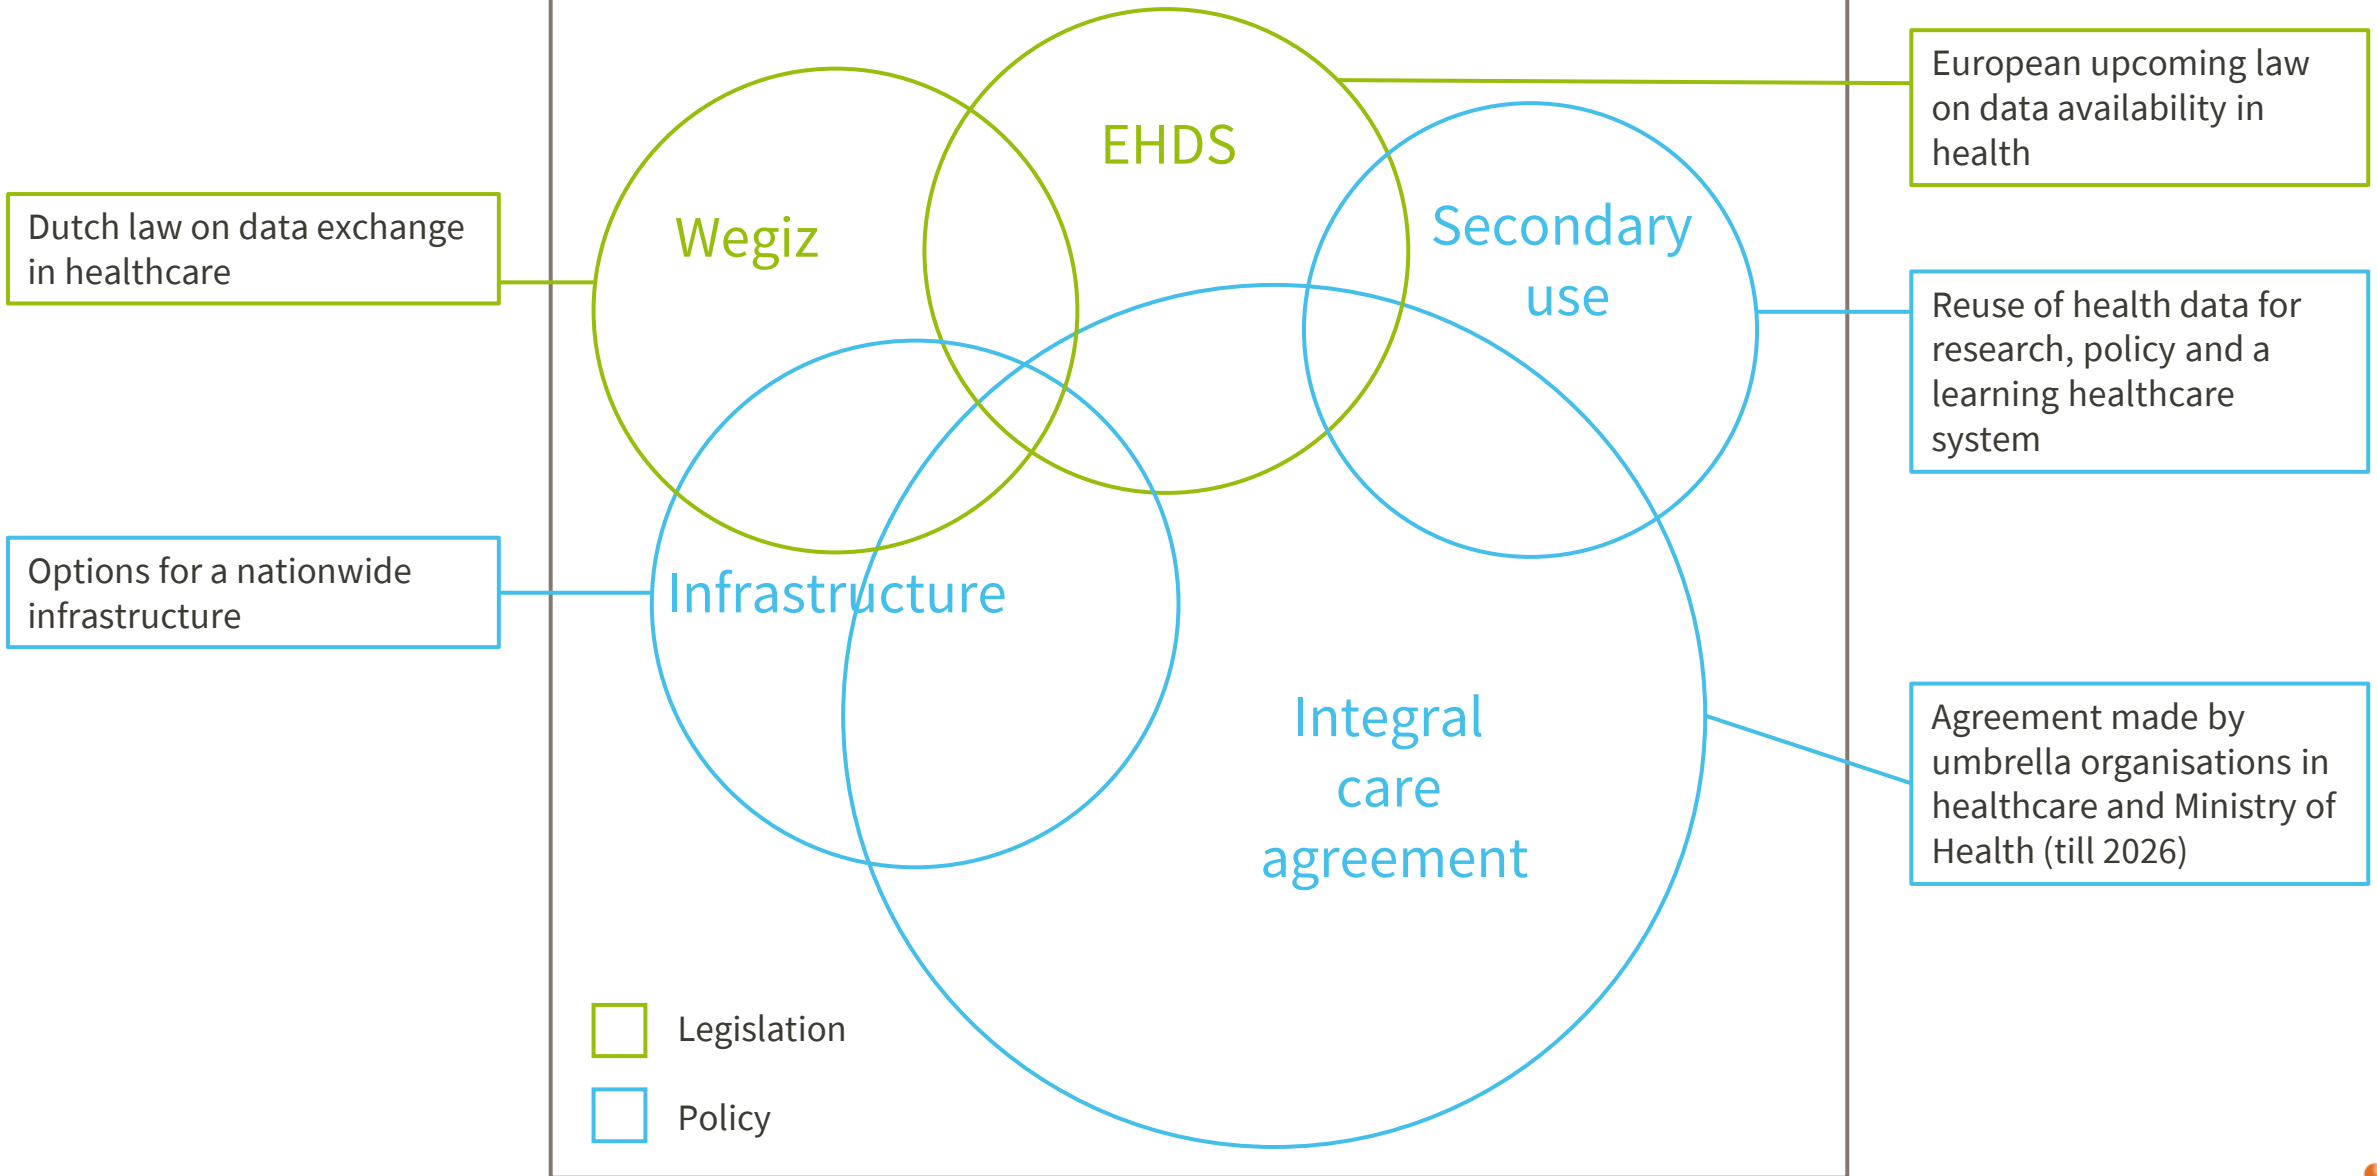 EHDS
European upcoming law
on data availability in
health
Wegiz
Dutch law on data exchange
in healthcare
Secondary
use
Reuse of health data for
research, policy and a
learning healthcare
system
Options for a nationwide
infrastructure
Infrastructure
Integral
care
agreement
Agreement made by
umbrella organisations in
healthcare and Ministry of
Health (till 2026)
Legislation
Policy